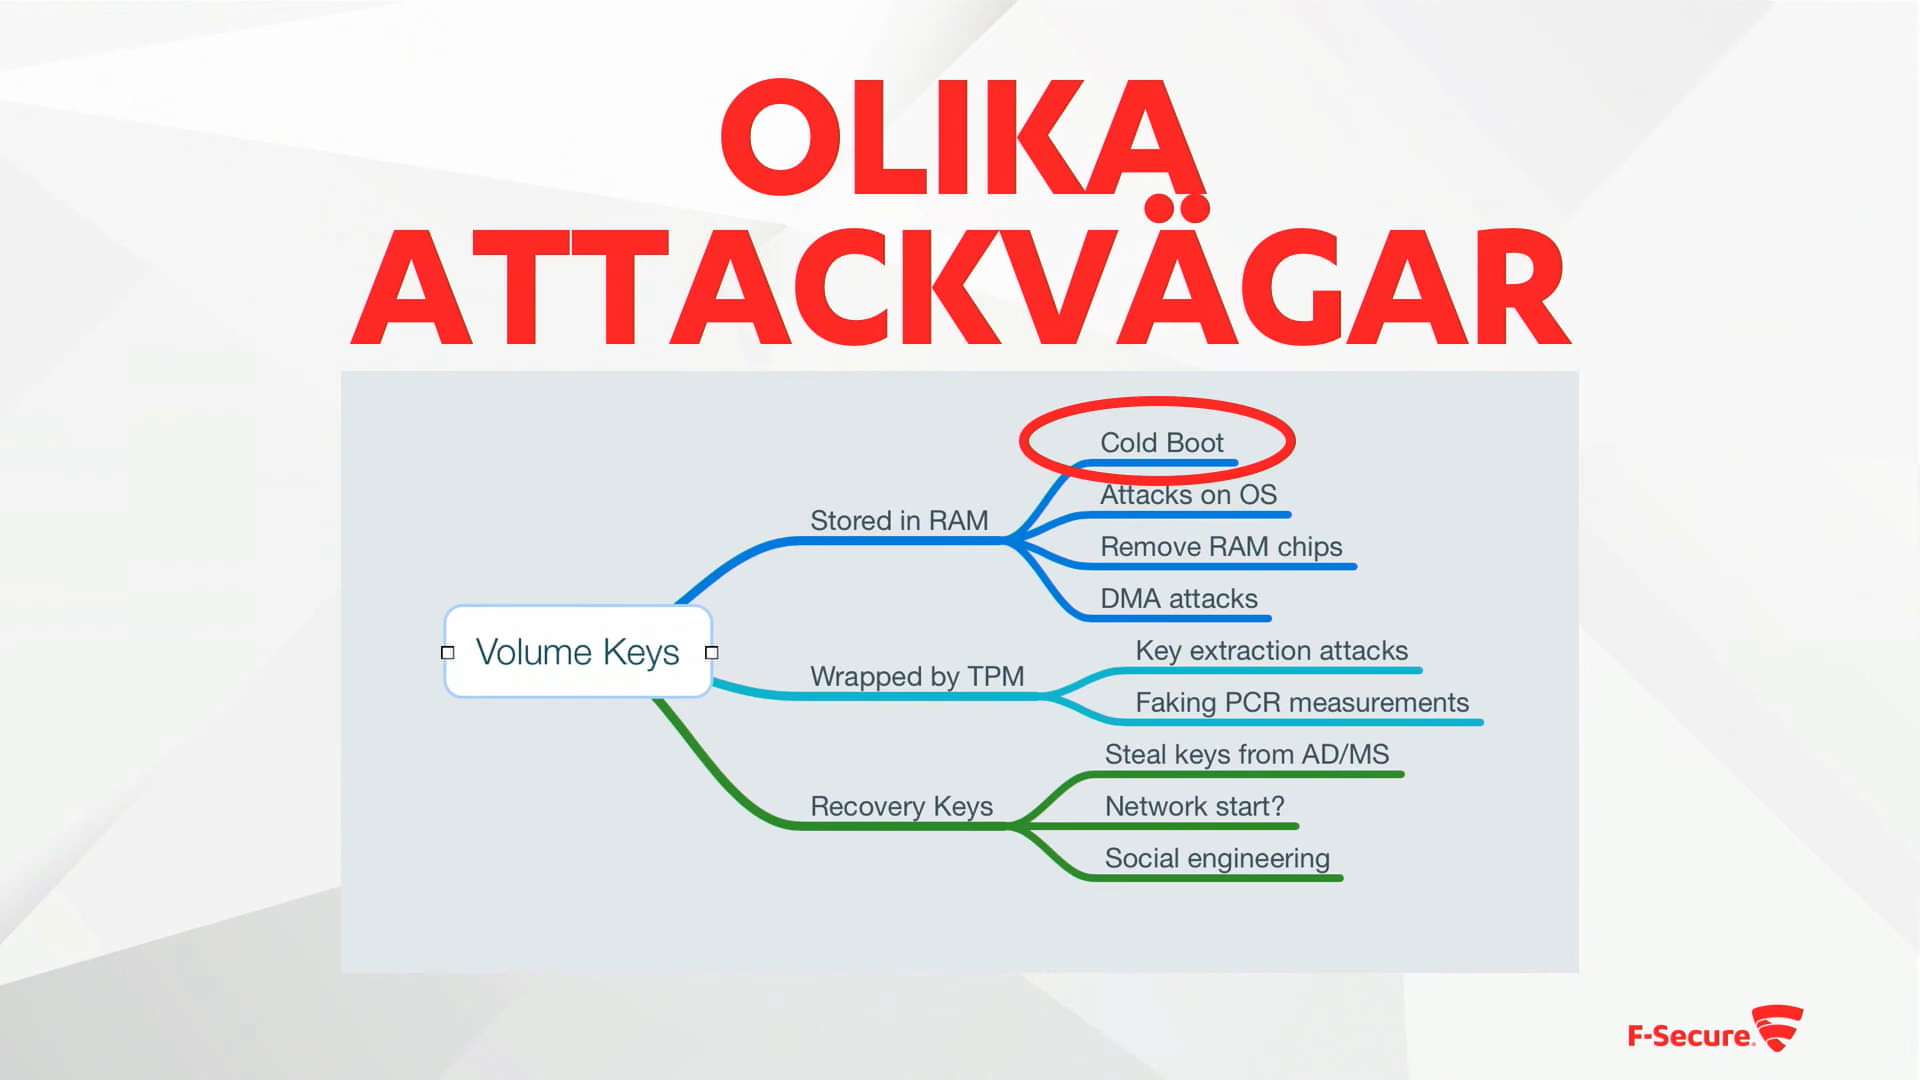 OLIKA
ATTACKVÄGAR
Volume Keys
Stored in RAM
Cold Boot
Attacks on OS
Remove RAM chips
DMA attacks
Wrapped by TPM
Key extraction attacks
Faking PCR measurements
Recovery Keys
Steal keys from AD/MS
Network start?
Social engineering
F-Secure.